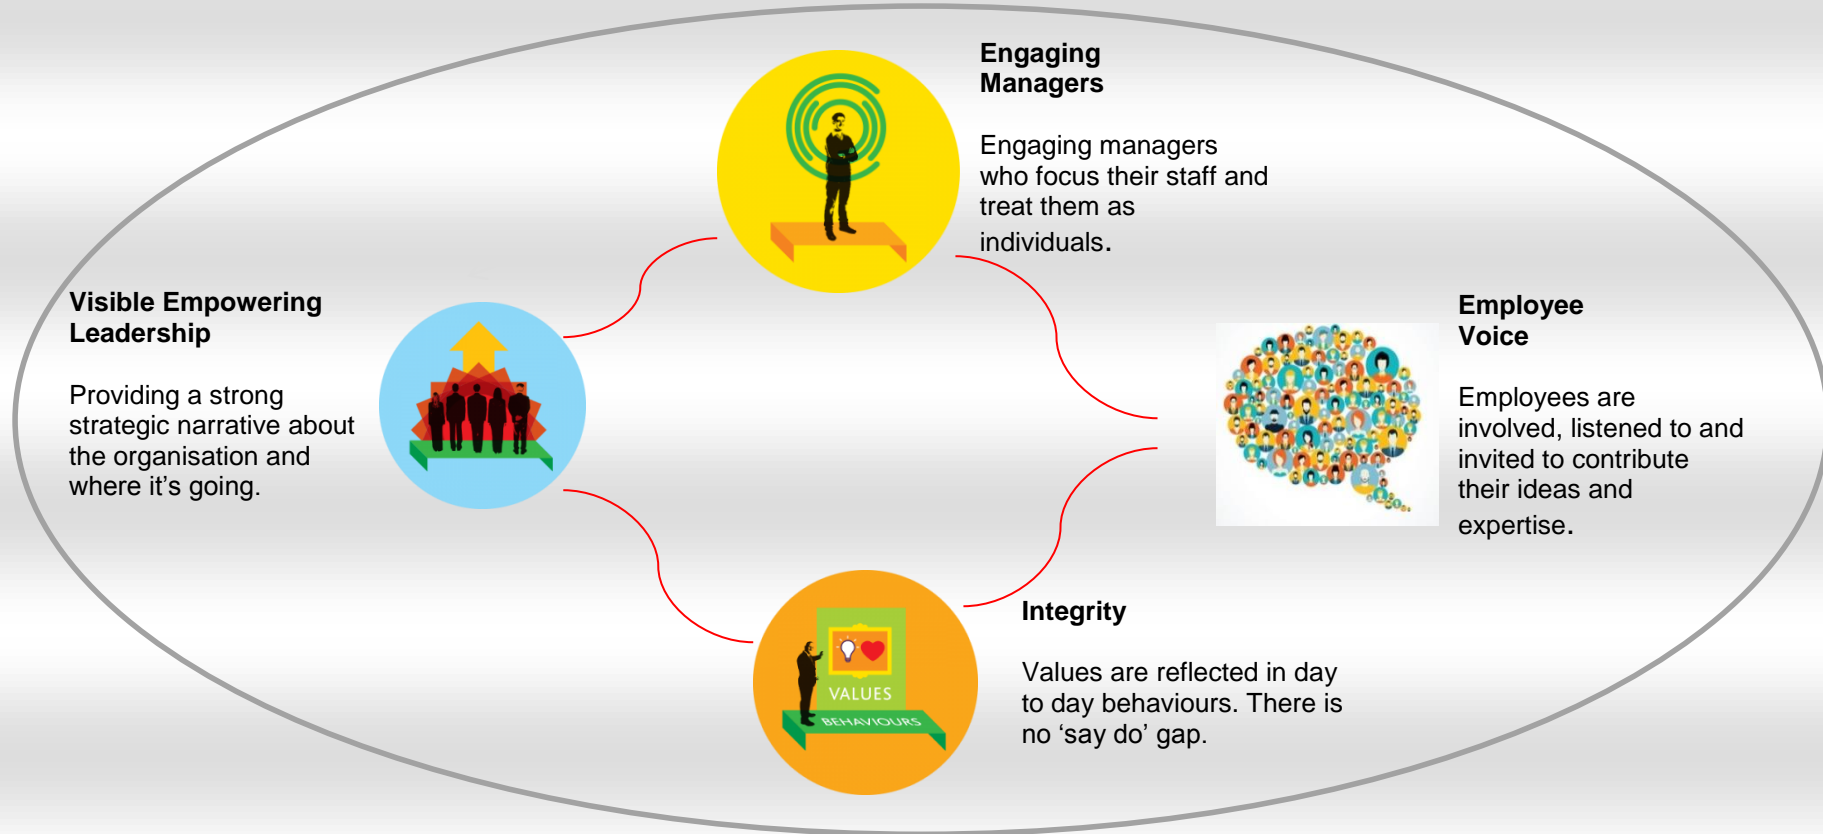 Engaging
Managers
Engaging managers
who focus their staff and
treat them as
individuals.
Visible Empowering
Leadership
Providing a strong
strategic narrative about
the organisation and
where it's going.
Employee
Voice
Employees are
involved, listened to and
invited to contribute
their ideas and
expertise.
Integrity
Values are reflected in day
to day behaviours. There is
no ‘say do’ gap.
VALUES
BEHAVIOURS